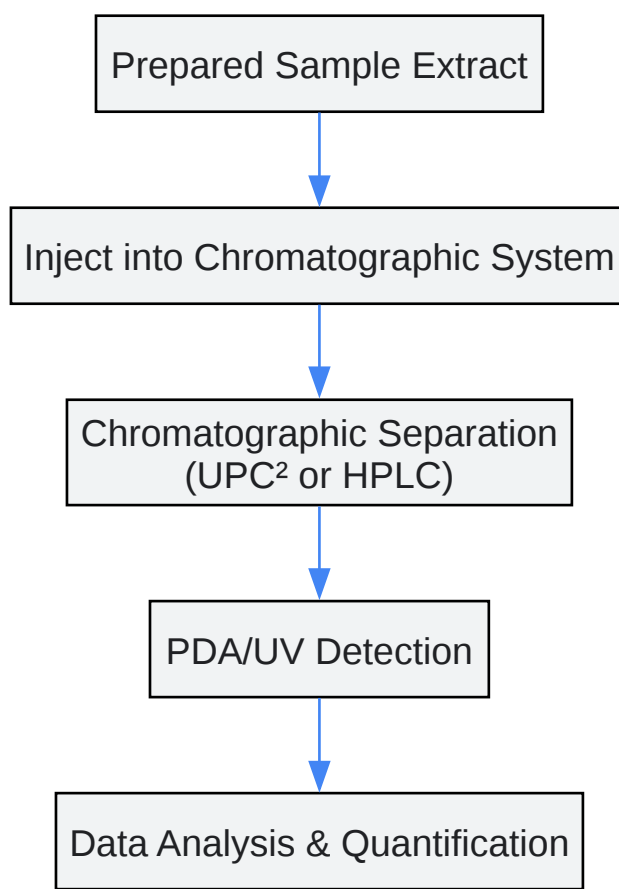 Prepared Sample Extract
Inject into Chromatographic System
Chromatographic Separation
(UPC² or HPLC)
PDA/UV Detection
Data Analysis & Quantification